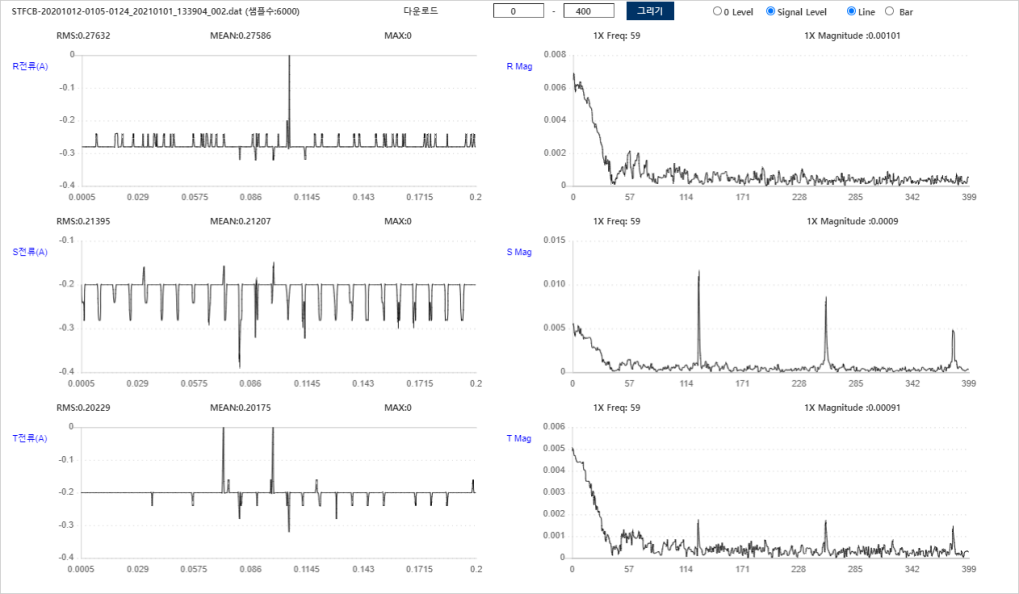 STFCB-20201012-0105-0124_20210101_133904_002.dat (샘플수:6000) 다운로드 0 - 400 그리기 0 Level Signal Level Line Bar
RMS:0.27632 MEAN:0.27586 MAX:0 1X Freq: 59 1X Magnitude :0.00101
R전류(A) R Mag
0 0.008
-0.1 0.006
-0.2 0.004
-0.3 0.002
-0.4 0
0.0005 0.029 0.0575 0.086 0.1145 0.143 0.1715 0.2 0 57 114 171 228 285 342 399
RMS:0.21395 MEAN:0.21207 MAX:0 1X Freq: 59 1X Magnitude :0.0009
S전류(A) S Mag
-0.1 0.015
-0.2 0.010
-0.3 0.005
-0.4 0
0.0005 0.029 0.0575 0.086 0.1145 0.143 0.1715 0.2 0 57 114 171 228 285 342 399
RMS:0.20229 MEAN:0.20175 MAX:0 1X Freq: 59 1X Magnitude :0.00091
T전류(A) T Mag
0 0.006
-0.1 0.005
0.004
-0.2 0.003
0.002
-0.3 0.001
-0.4 0
0.0005 0.029 0.0575 0.086 0.1145 0.143 0.1715 0.2 0 57 114 171 228 285 342 399